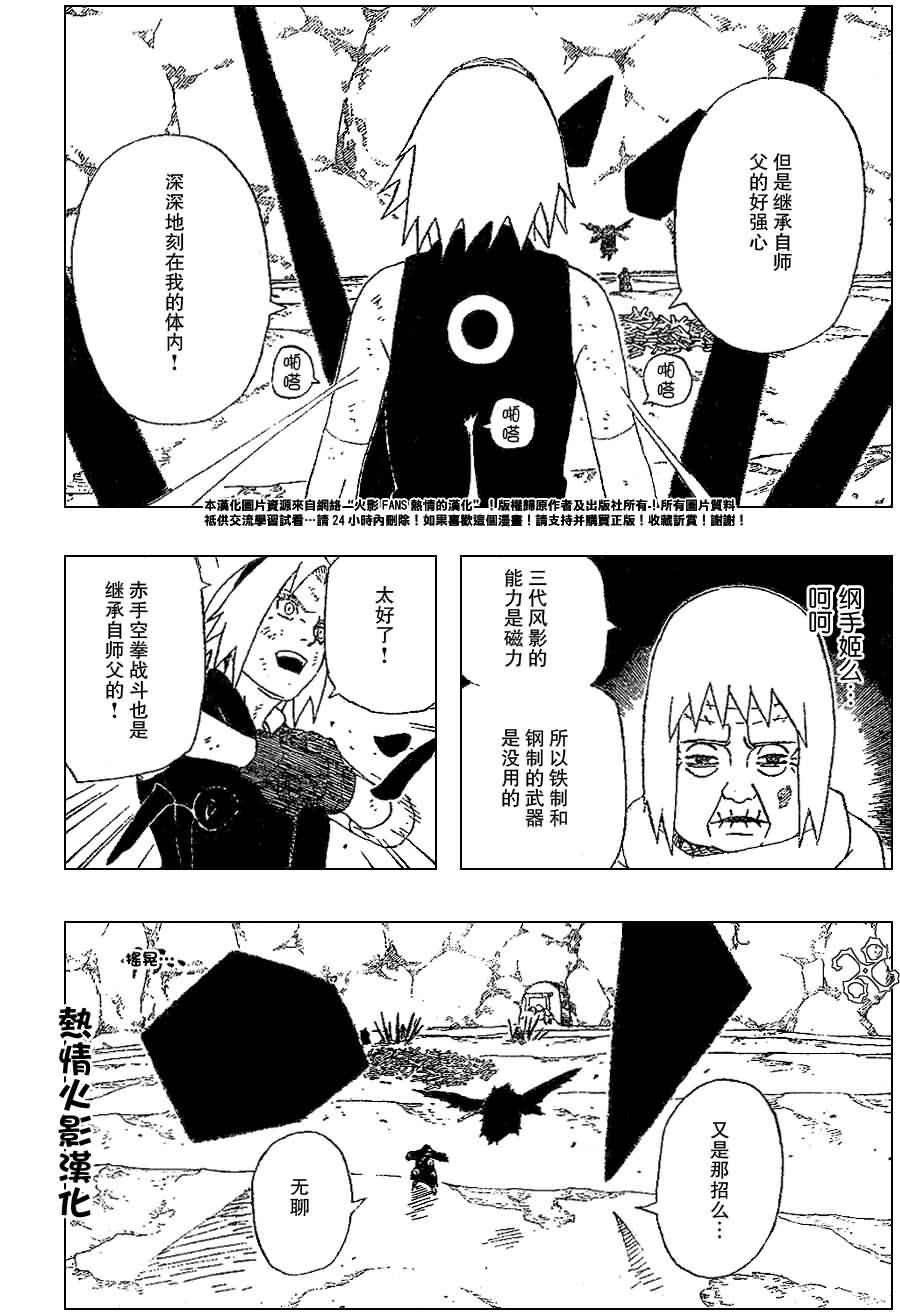 但是继承自师
父的好强心
深深地刻在我的体内！
啪嗒
啪嗒
啪嗒
本漢化圖片資源來自網絡“火影FANS熱情的漢化”！版權歸原作者及出版社所有！所有圖片質料
祗供交流學習試看…請24小時內刪除！如果喜歡這個漫畫！請支持并購買正版！收藏訢賞！謝謝！
纲手姬么…
呵呵
三代风影的
能力是磁力
所以铁制和
钢制的武器
是没用的
太好了！
赤手空拳战斗也是
继承自师父的！
搖晃…
又是那招么…
无聊
熱情火影漢化